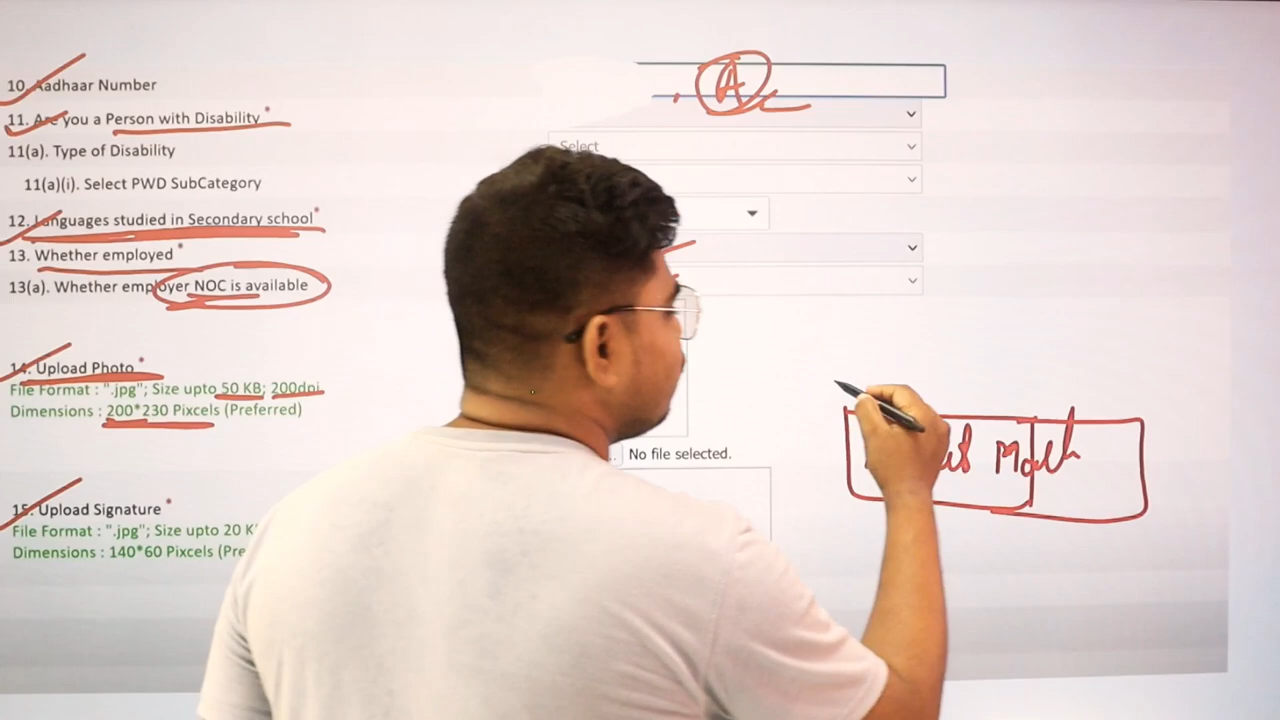 10. Aadhaar Number
A
11. Are you a Person with Disability *
11(a). Type of Disability
Select
11(a)(i). Select PWD SubCategory
12. Languages studied in Secondary school *
13. Whether employed *
13(a). Whether employer NOC is available
14. Upload Photo *
File Format : ".jpg"; Size upto 50 KB; 200dpi
Dimensions : 200*230 Pixcels (Preferred)
No file selected.
15. Upload Signature *
File Format : ".jpg"; Size upto 20 K
Dimensions : 140*60 Pixcels (Pre